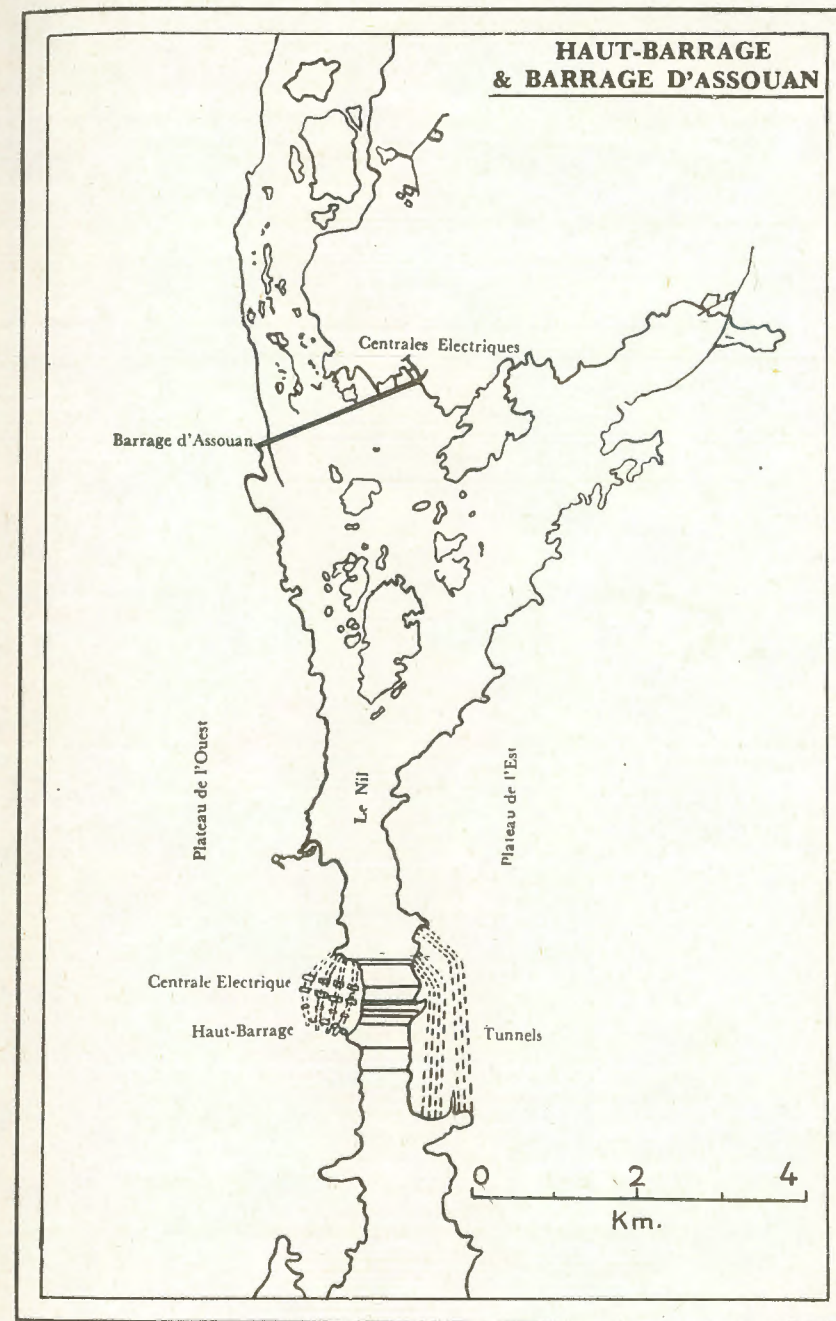 HAUT-BARRAGE
& BARRAGE D'ASSOUAN
Centrales Electriques
Barrage d'Assouan
Plateau de l'Ouest
Le Nil
Plateau de l'Est
Centrale Electrique
Haut-Barrage
Tunnels
0 2 4
Km.